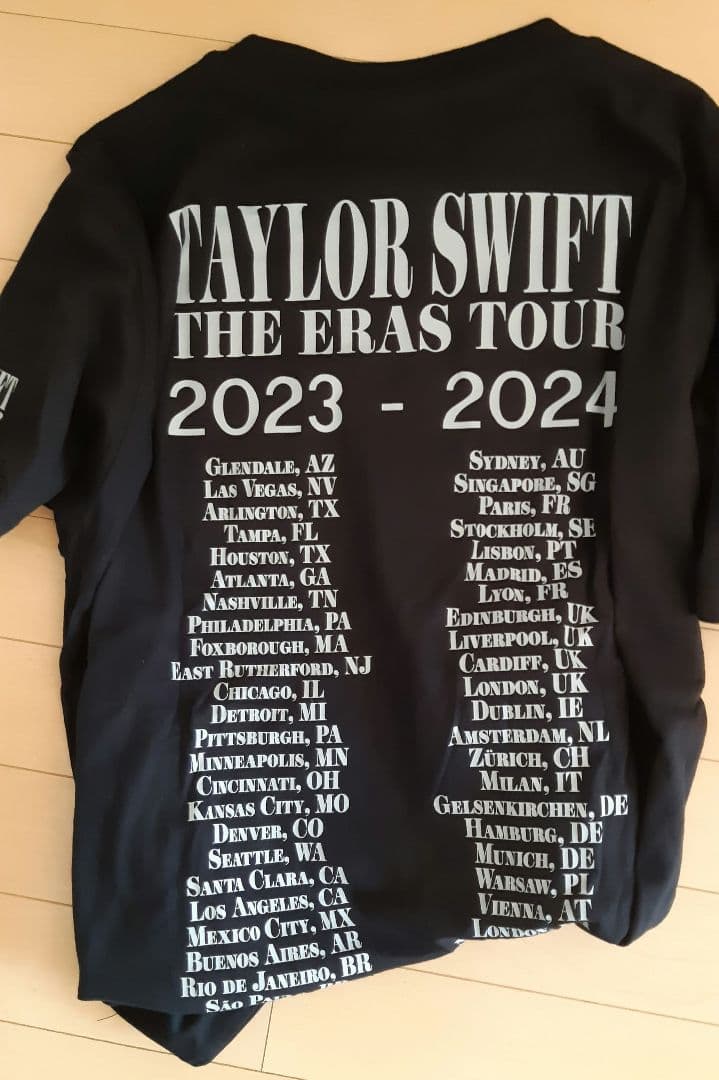 TAYLOR SWIFT
THE ERAS TOUR
2023 - 2024
GLENDALE, AZ
LAS VEGAS, NV
ARLINGTON, TX
TAMPA, FL
HOUSTON, TX
ATLANTA, GA
NASHVILLE, TN
PHILADELPHIA, PA
FOXBOROUGH, MA
EAST RUTHERFORD, NJ
CHICAGO, IL
DETROIT, MI
PITTSBURGH, PA
MINNEAPOLIS, MN
CINCINNATI, OH
KANSAS CITY, MO
DENVER, CO
SEATTLE, WA
SANTA CLARA, CA
LOS ANGELES, CA
MEXICO CITY, MX
BUENOS AIRES, AR
RIO DE JANEIRO, BR
SÃO
SYDNEY, AU
SINGAPORE, SG
PARIS, FR
STOCKHOLM, SE
LISBON, PT
MADRID, ES
LYON, FR
EDINBURGH, UK
LIVERPOOL, UK
CARDIFF, UK
LONDON, UK
DUBLIN, IE
AMSTERDAM, NL
ZÜRICH, CH
MILAN, IT
GELSENKIRCHEN, DE
HAMBURG, DE
MUNICH, DE
WARSAW, PL
VIENNA, AT
LONDON